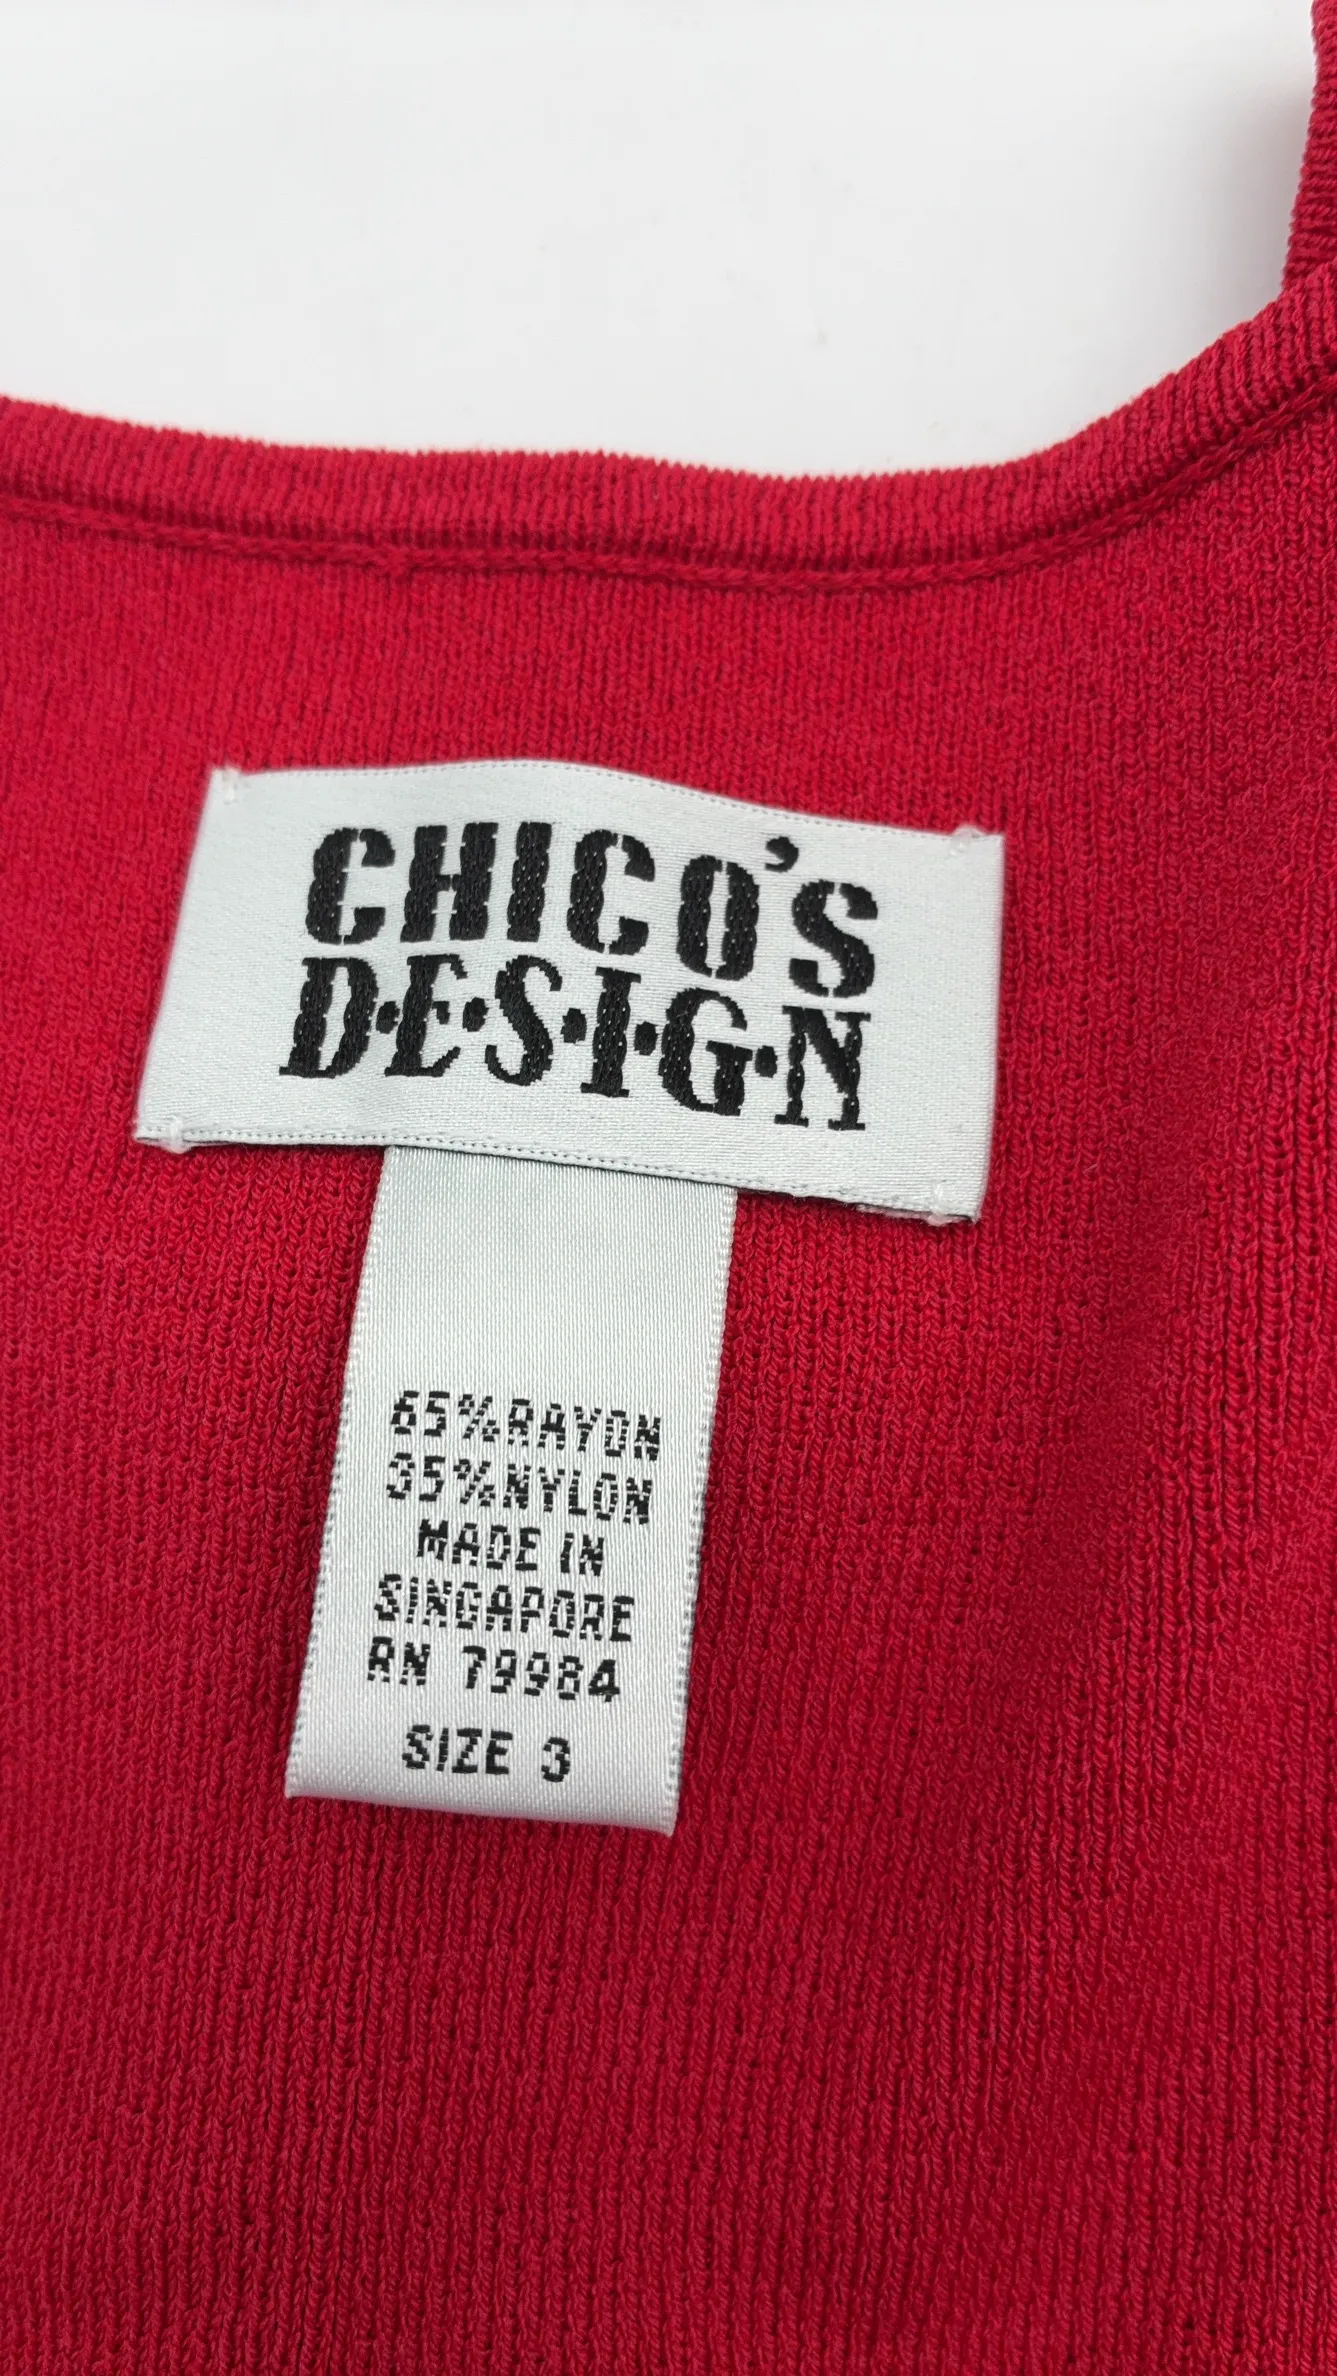 CHICO'S
D·E·S·I·G·N
65%RAYON
35%NYLON
MADE IN
SINGAPORE
RN 79984
SIZE 3